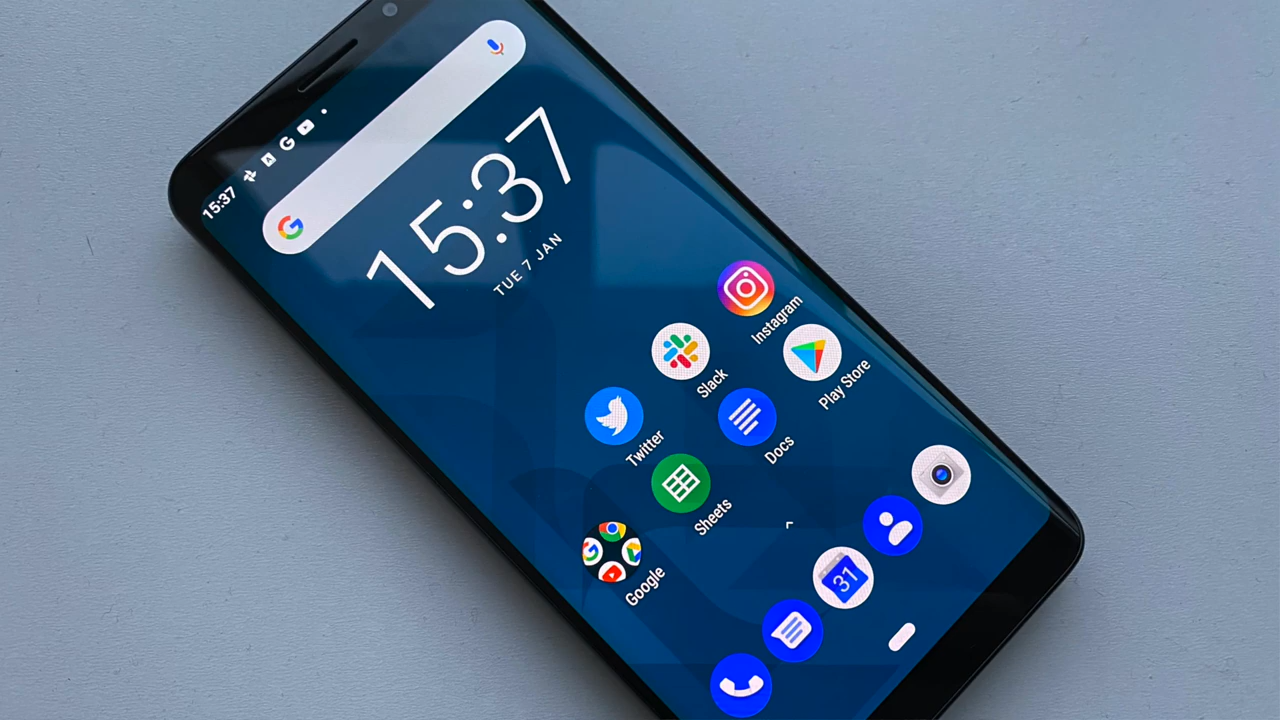 15:37
15:37
TUE 7 JAN
Instagram
Slack
Play Store
Twitter
Docs
Sheets
Google
31